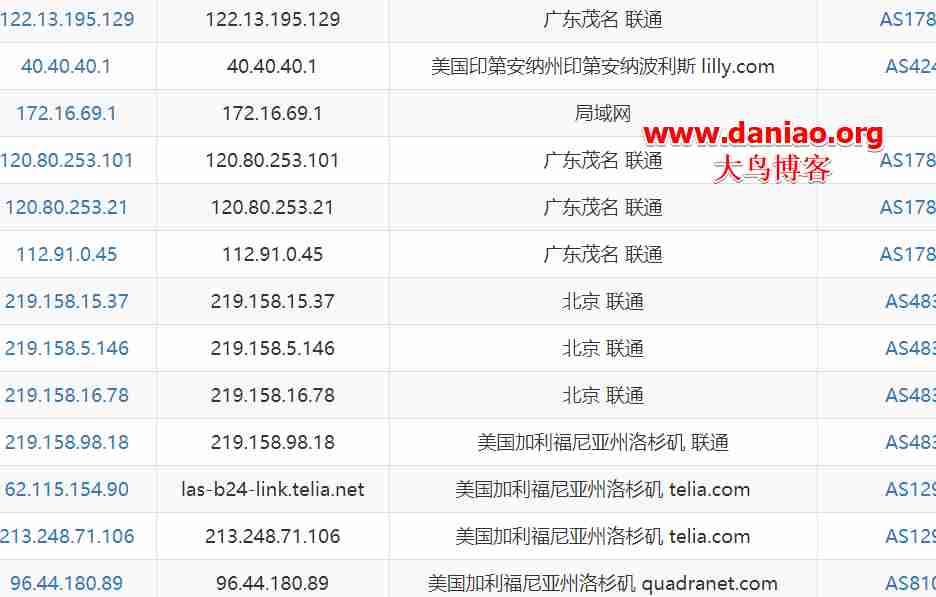 122.13.195.129 122.13.195.129 广东茂名 联通 AS178
40.40.40.1 40.40.40.1 美国印第安纳州印第安纳波利斯 lilly.com AS424
172.16.69.1 172.16.69.1 局域网
www.daniao.org
120.80.253.101 120.80.253.101 广东茂名 联通 AS178
大鸟博客
120.80.253.21 120.80.253.21 广东茂名 联通 AS178
112.91.0.45 112.91.0.45 广东茂名 联通 AS178
219.158.15.37 219.158.15.37 北京 联通 AS483
219.158.5.146 219.158.5.146 北京 联通 AS483
219.158.16.78 219.158.16.78 北京 联通 AS483
219.158.98.18 219.158.98.18 美国加利福尼亚州洛杉矶 联通 AS483
62.115.154.90 las-b24-link.telia.net 美国加利福尼亚州洛杉矶 telia.com AS129
213.248.71.106 213.248.71.106 美国加利福尼亚州洛杉矶 telia.com AS129
96.44.180.89 96.44.180.89 美国加利福尼亚州洛杉矶 quadranet.com AS810